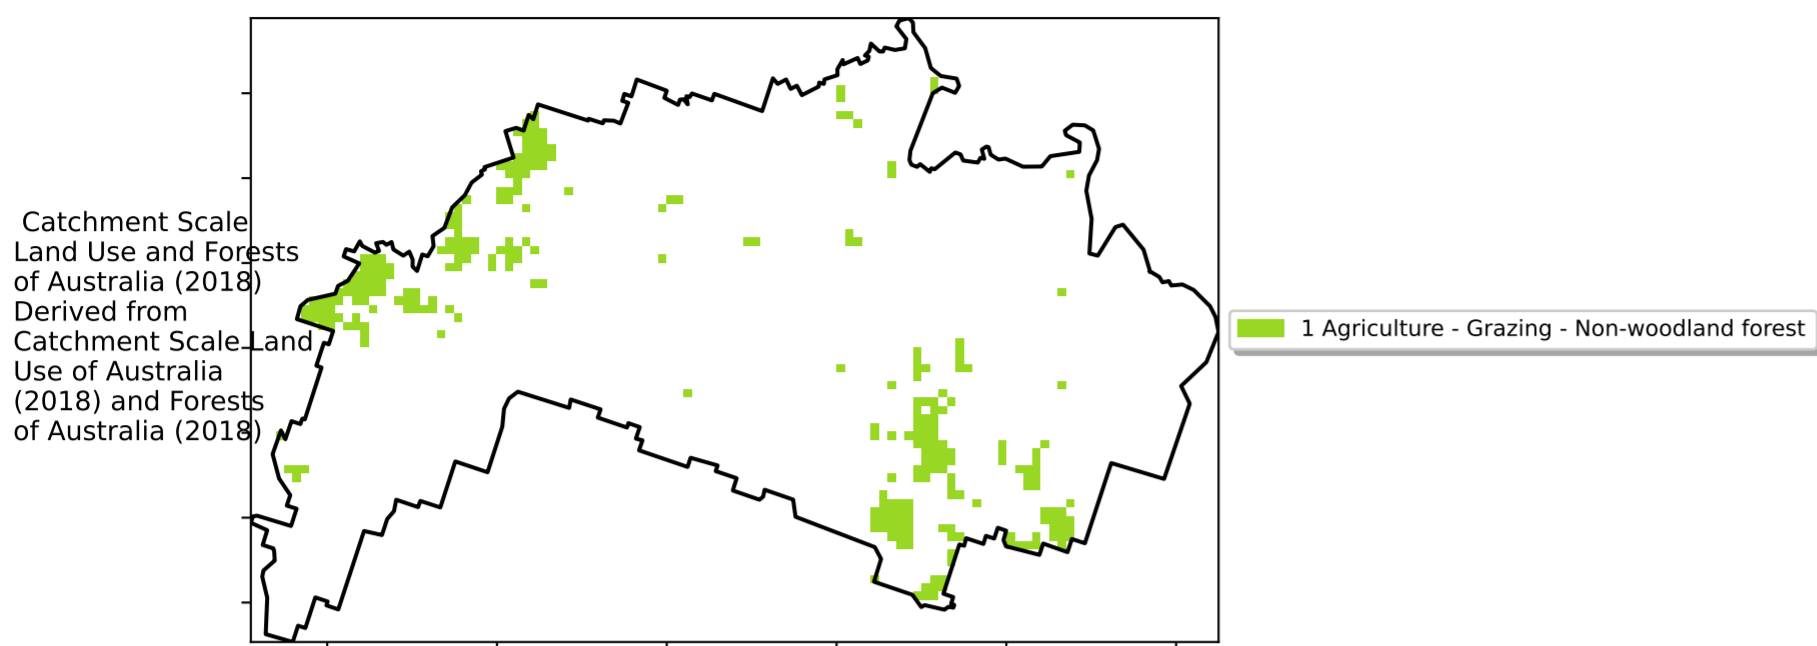 Catchment Scale
Land Use and Forests
of Australia (2018)
Derived from
Catchment Scale Land
Use of Australia
(2018) and Forests
of Australia (2018)
1 Agriculture - Grazing - Non-woodland forest